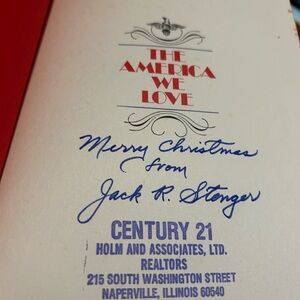 THE
AMERICA
WE
LOVE
Merry Christmas
from
Jack R. Stenger
CENTURY 21
HOLM AND ASSOCIATES, LTD.
REALTORS
215 SOUTH WASHINGTON STREET
NAPERVILLE, ILLINOIS 60540